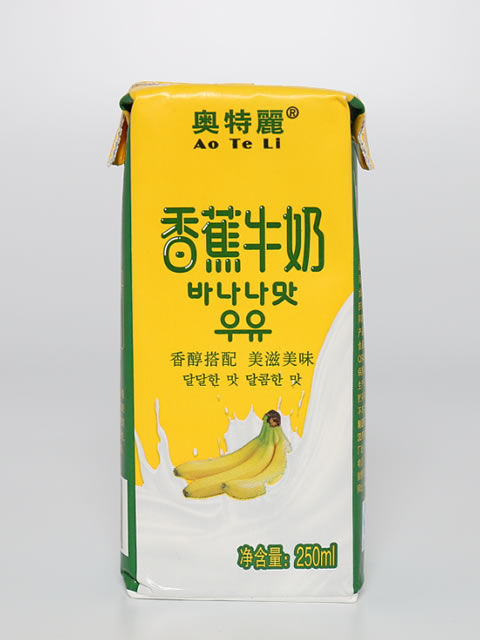 奥特麗®
Ao Te Li
香蕉牛奶
바나나맛
우유
香醇搭配 美滋美味
달달한 맛 달콤한 맛
净含量: 250ml